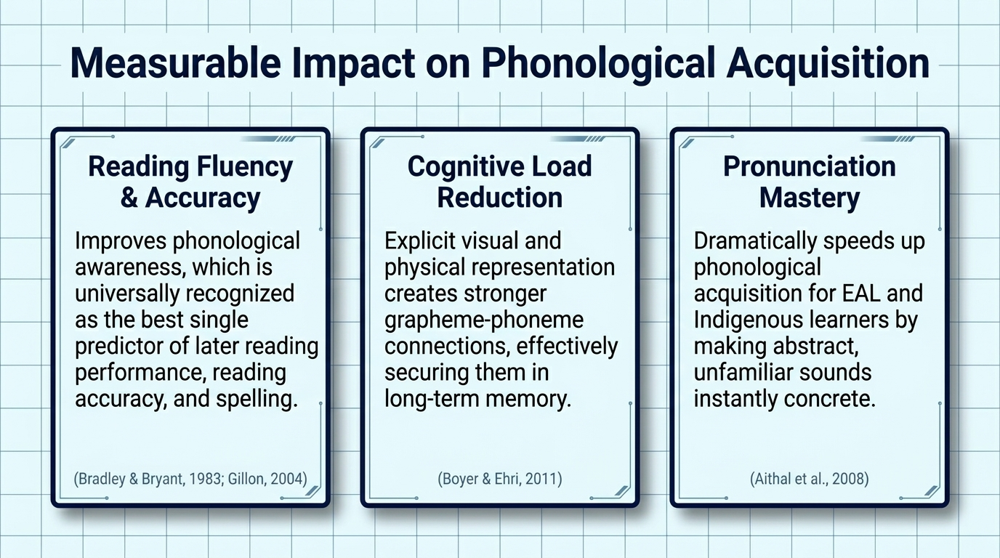 Measurable Impact on Phonological Acquisition
Reading Fluency
& Accuracy
Improves phonological
awareness, which is
universally recognized
as the best single
predictor of later reading
performance, reading
accuracy, and spelling.
(Bradley & Bryant, 1983; Gillon, 2004)
Cognitive Load
Reduction
Explicit visual and
physical representation
creates stronger
grapheme-phoneme
connections, effectively
securing them in
long-term memory.
(Boyer & Ehri, 2011)
Pronunciation
Mastery
Dramatically speeds up
phonological
acquisition for EAL and
Indigenous learners by
making abstract,
unfamiliar sounds
instantly concrete.
(Aithal et al., 2008)